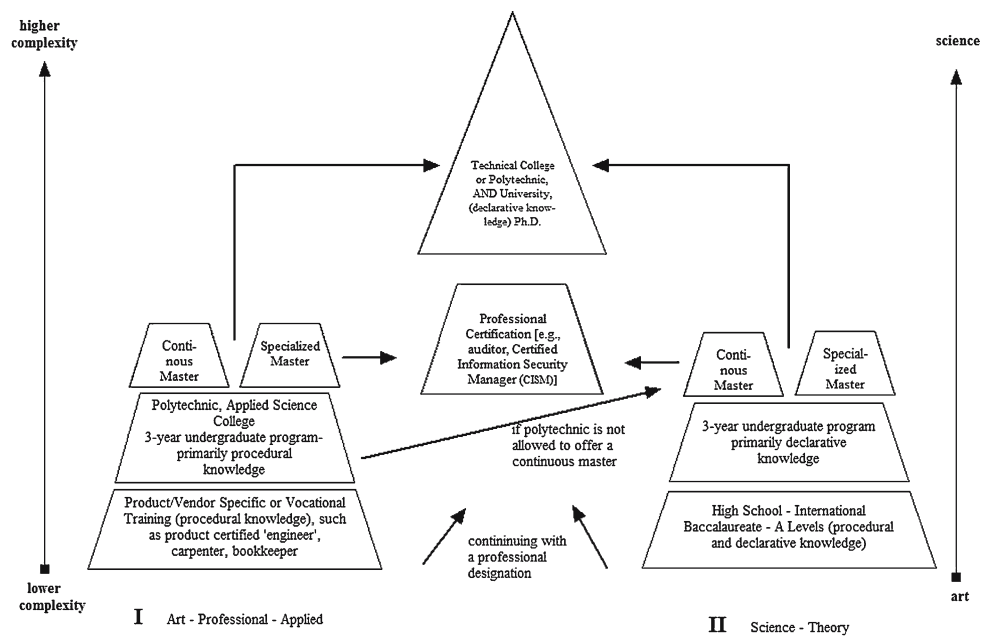 higher
complexity
science
Technical College
or Polytechnic,
AND University,
(declarative know-
ledge) Ph.D.
Professional
Certification [e.g.,
auditor, Certified
Information Security
Manager (CISM)]
Conti-
nous
Master
Specialized
Master
Conti-
nous
Master
Special-
ized
Master
Polytechnic, Applied Science
College
3-year undergraduate program-
primarily procedural
knowledge
if polytechnic is not
allowed to offer a
continuous master
3-year undergraduate program
primarily declarative
knowledge
Product/Vendor Specific or Vocational
Training (procedural knowledge), such
as product certified 'engineer',
carpenter, bookkeeper
continuining with
a professional
designation
High School - International
Baccalaureate - A Levels (procedural
and declarative knowledge)
lower
complexity
art
I Art - Professional - Applied
II Science - Theory